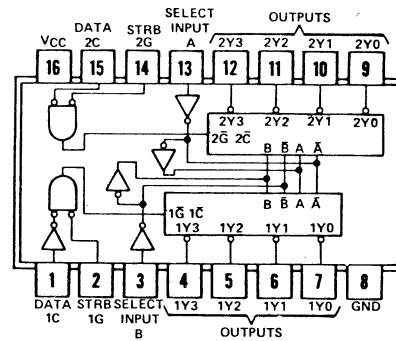 SELECT
DATA STRB INPUT OUTPUTS
VCC 2C 2G A 2Y3 2Y2 2Y1 2Y0
16 15 14 13 12 11 10 9
2Y3 2Y2 2Y1 2Y0
2G̅ 2C̅
B B̅ A A̅
B B̅ A A̅
1G̅ 1C̅
1Y3 1Y2 1Y1 1Y0
1 2 3 4 5 6 7 8
DATA STRB SELECT 1Y3 1Y2 1Y1 1Y0 GND
1C 1G INPUT OUTPUTS
B